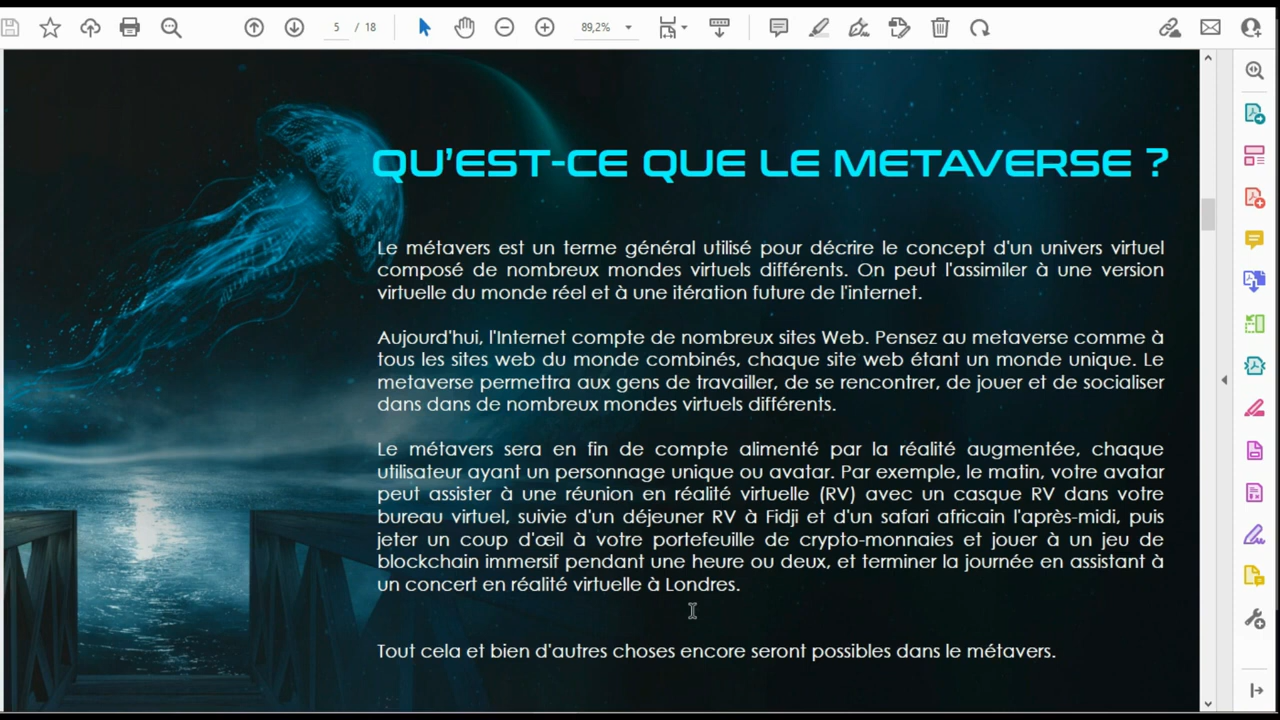 5 / 18
89,2%
QU'EST-CE QUE LE METAVERSE ?
Le métavers est un terme général utilisé pour décrire le concept d'un univers virtuel
composé de nombreux mondes virtuels différents. On peut l'assimiler à une version
virtuelle du monde réel et à une itération future de l'internet.
Aujourd'hui, l'Internet compte de nombreux sites Web. Pensez au metaverse comme à
tous les sites web du monde combinés, chaque site web étant un monde unique. Le
metaverse permettra aux gens de travailler, de se rencontrer, de jouer et de socialiser
dans dans de nombreux mondes virtuels différents.
Le métavers sera en fin de compte alimenté par la réalité augmentée, chaque
utilisateur ayant un personnage unique ou avatar. Par exemple, le matin, votre avatar
peut assister à une réunion en réalité virtuelle (RV) avec un casque RV dans votre
bureau virtuel, suivie d'un déjeuner RV à Fidji et d'un safari africain l'après-midi, puis
jeter un coup d'œil à votre portefeuille de crypto-monnaies et jouer à un jeu de
blockchain immersif pendant une heure ou deux, et terminer la journée en assistant à
un concert en réalité virtuelle à Londres.
Tout cela et bien d'autres choses encore seront possibles dans le métavers.